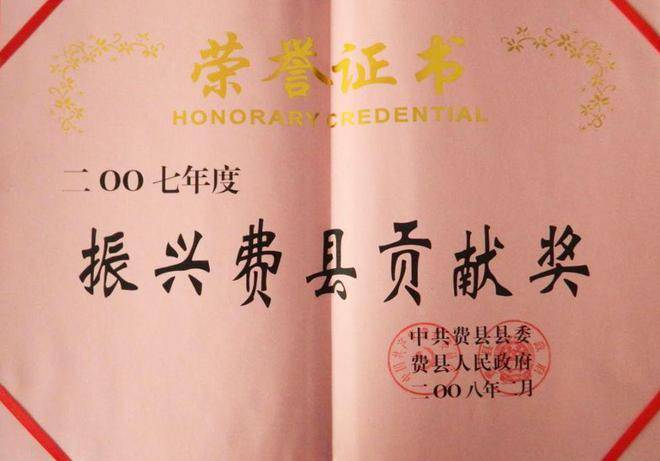 荣誉证书
HONORARY CREDENTIAL
二OO七年度
振兴费县贡献奖
中共费县县委
费县人民政府
二OO八年二月